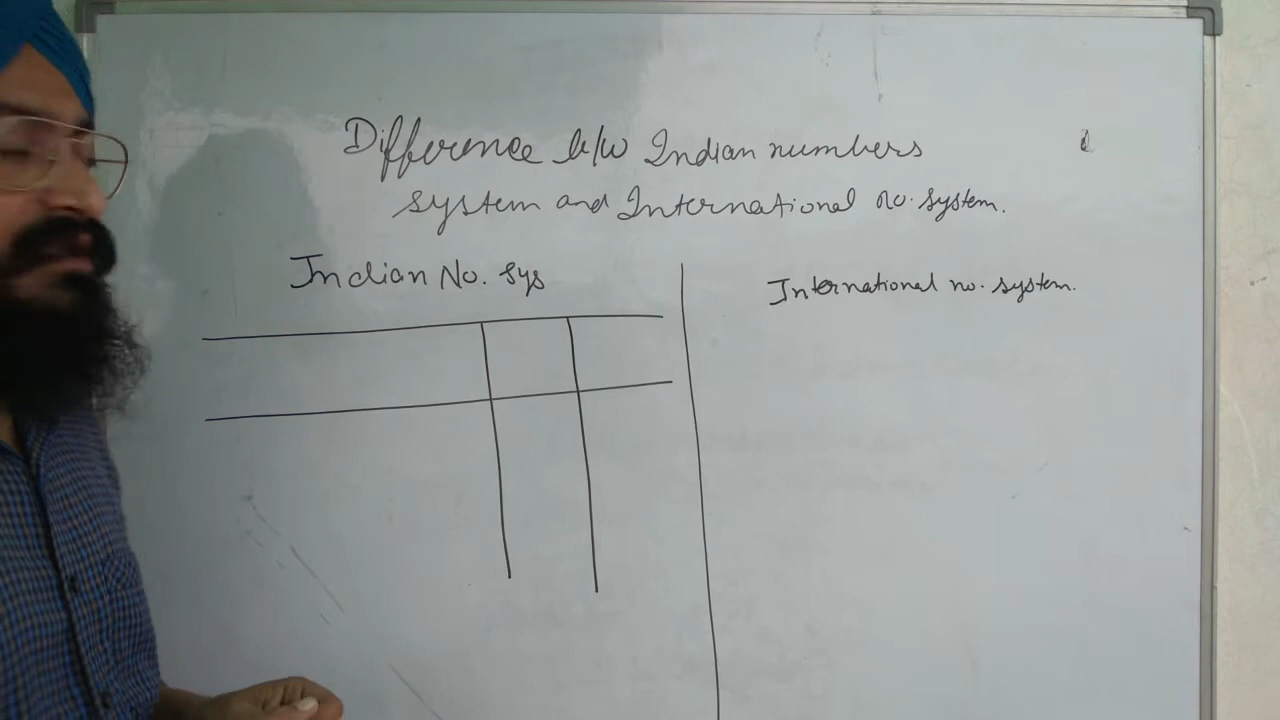 Difference b/w Indian numbers
system and International no. system.
Indian No. Sys
International no. system.